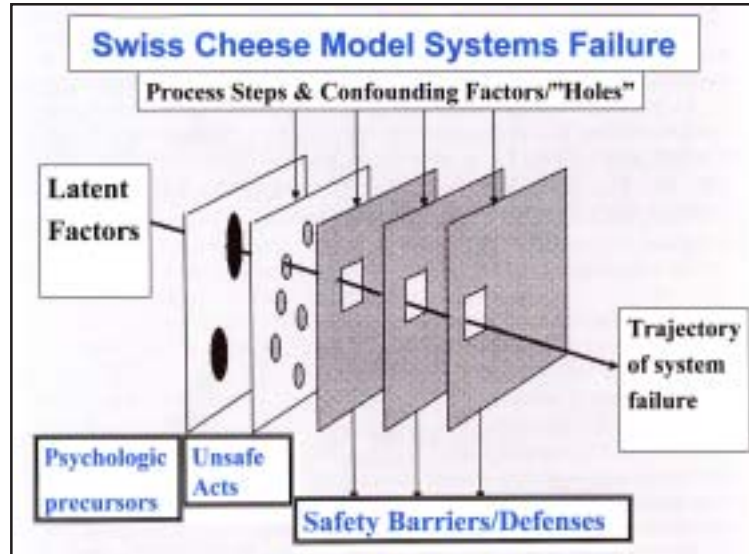 Swiss Cheese Model Systems Failure
Process Steps & Confounding Factors/"Holes"
Latent
Factors
Trajectory
of system
failure
Psychologic
precursors
Unsafe
Acts
Safety Barriers/Defenses